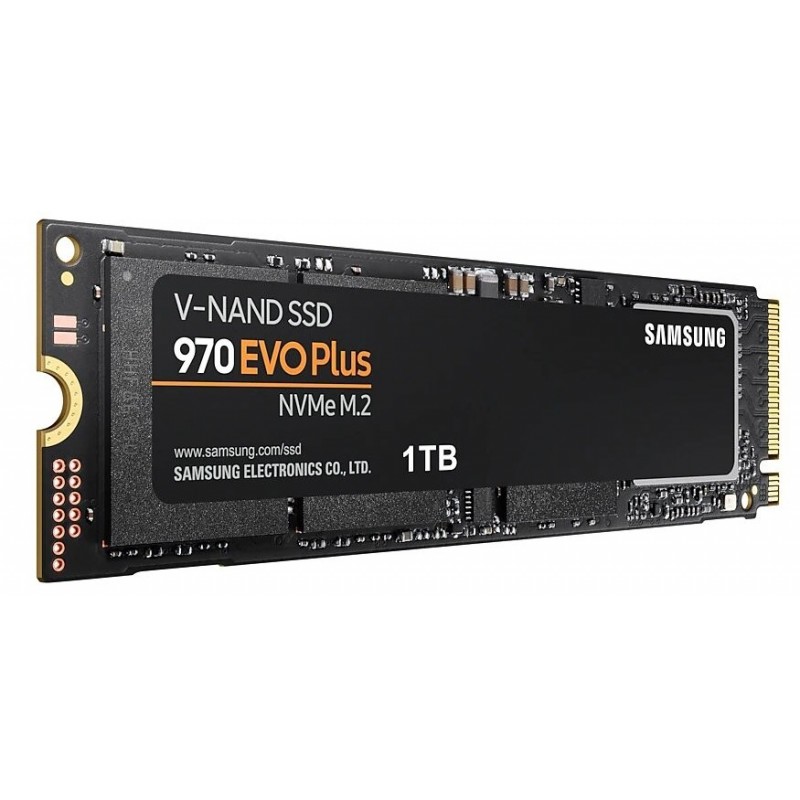 V-NAND SSD
970 EVO Plus
NVMe M.2
SAMSUNG
www.samsung.com/ssd
SAMSUNG ELECTRONICS CO., LTD.
1TB